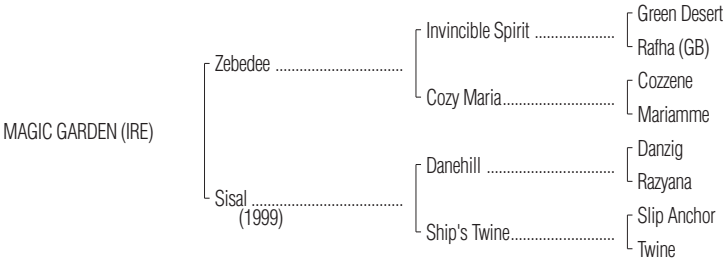 Green Desert
Invincible Spirit ....................
Rafha (GB)
Zebedee ................................
Cozzene
Cozy Maria............................
Mariamme
MAGIC GARDEN (IRE)
Danzig
Danehill ................................
Razyana
Sisal ......................................
(1999)
Slip Anchor
Ship's Twine..........................
Twine